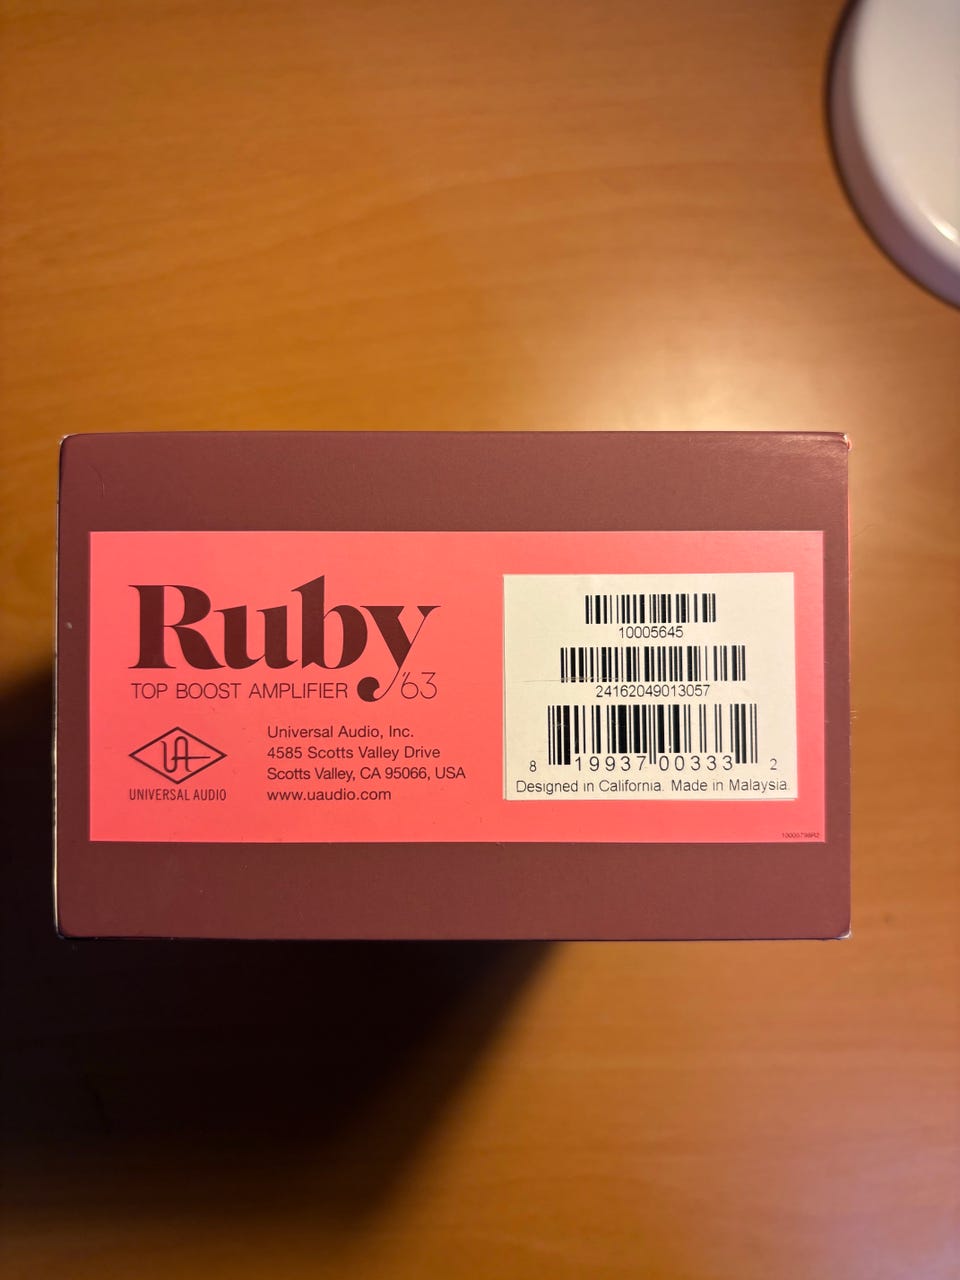 Ruby
TOP BOOST AMPLIFIER '63
UA
UNIVERSAL AUDIO
Universal Audio, Inc.
4585 Scotts Valley Drive
Scotts Valley, CA 95066, USA
www.uaudio.com
10005645
24162049013057
8 19937 00333 2
Designed in California. Made in Malaysia.